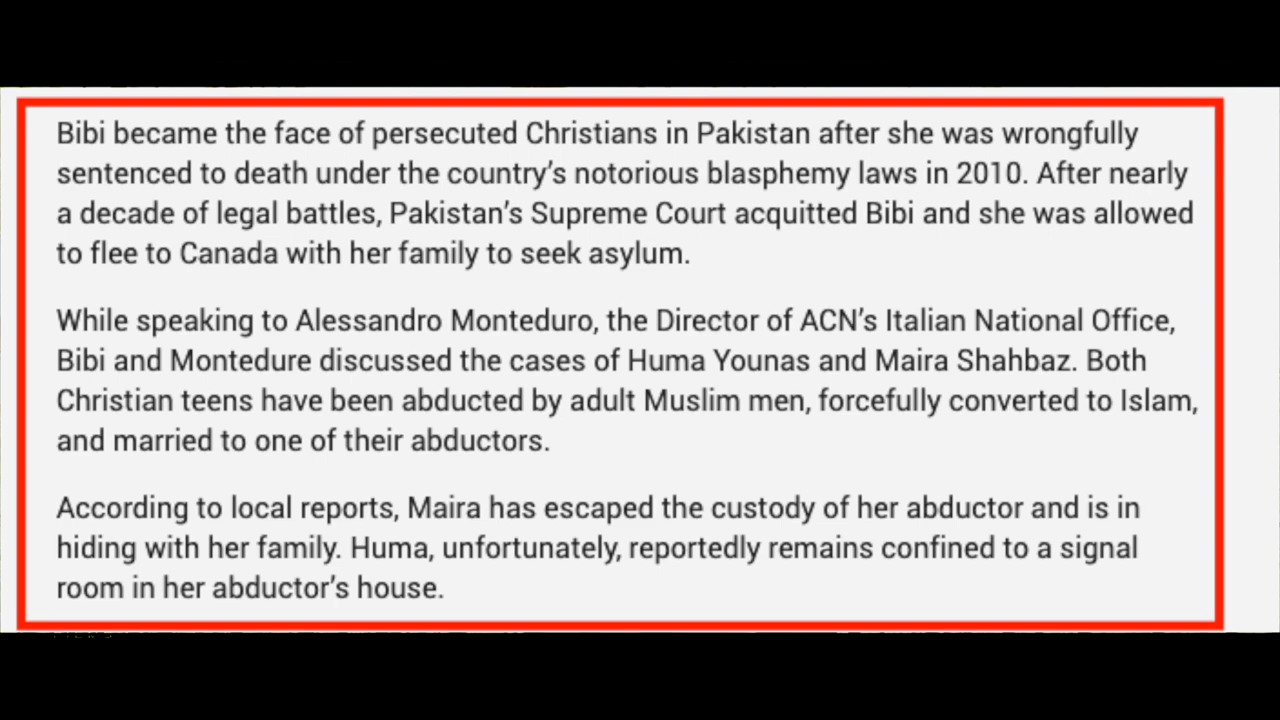 Bibi became the face of persecuted Christians in Pakistan after she was wrongfully
sentenced to death under the country’s notorious blasphemy laws in 2010. After nearly
a decade of legal battles, Pakistan’s Supreme Court acquitted Bibi and she was allowed
to flee to Canada with her family to seek asylum.
While speaking to Alessandro Monteduro, the Director of ACN’s Italian National Office,
Bibi and Montedure discussed the cases of Huma Younas and Maira Shahbaz. Both
Christian teens have been abducted by adult Muslim men, forcefully converted to Islam,
and married to one of their abductors.
According to local reports, Maira has escaped the custody of her abductor and is in
hiding with her family. Huma, unfortunately, reportedly remains confined to a signal
room in her abductor’s house.